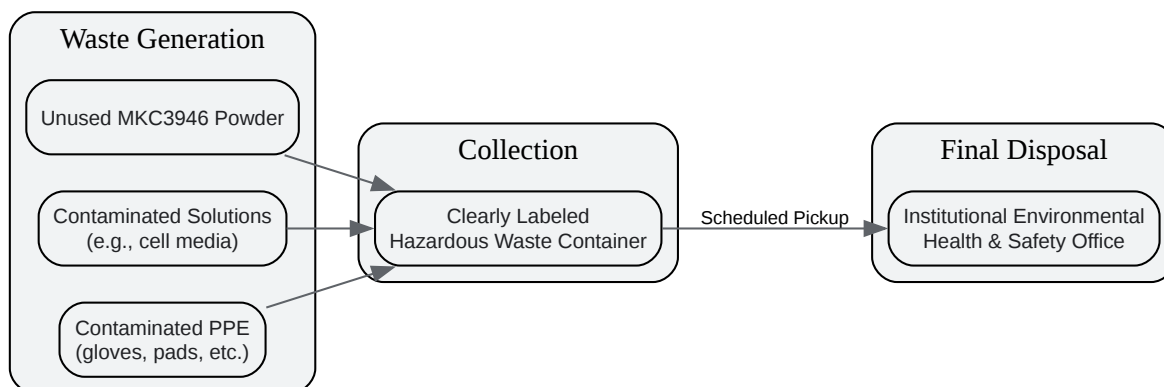 Waste Generation
Unused MKC3946 Powder
Contaminated Solutions
(e.g., cell media)
Contaminated PPE
(gloves, pads, etc.)
Collection
Clearly Labeled
Hazardous Waste Container
Scheduled Pickup
Final Disposal
Institutional Environmental
Health & Safety Office